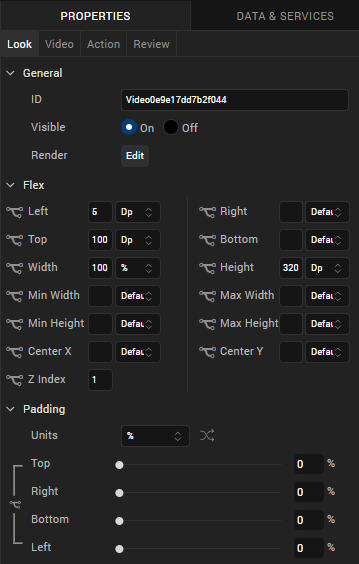 PROPERTIES DATA & SERVICES
Look Video Action Review
General
ID Video0e9e17dd7b2f044
Visible On Off
Render Edit
Flex
Left 5 Dp Right Defau
Top 100 Dp Bottom Defau
Width 100 % Height 320 Dp
Min Width Defau Max Width Defau
Min Height Defau Max Height Defau
Center X Defau Center Y Defau
Z Index 1
Padding
Units %
Top 0 %
Right 0 %
Bottom 0 %
Left 0 %